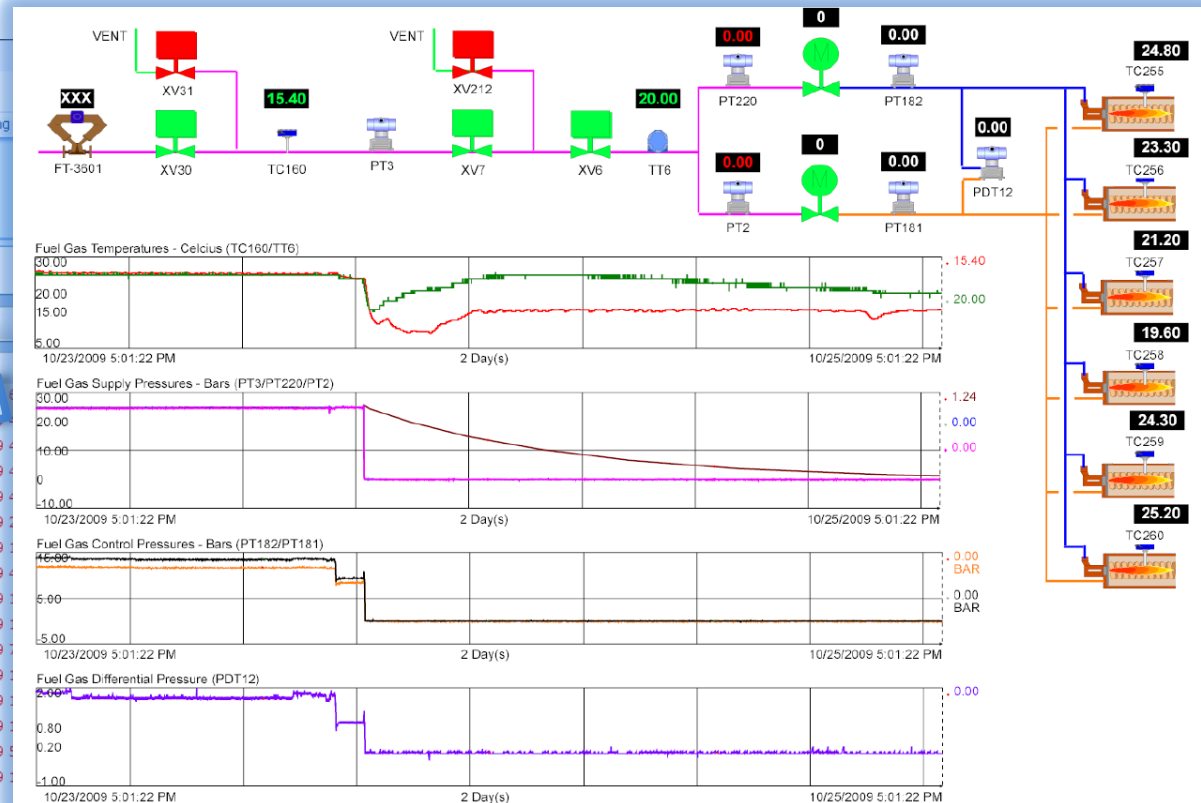 0
VENT
VENT
0.00
0.00
24.80
XV31
XV212
TC255
XXX
15.40
20.00
PT220
M
PT182
0.00
23.30
0
TC256
FT-3601
XV30
TC160
PT3
XV7
XV6
TT6
0.00
0.00
PDT12
M
21.20
PT2
PT181
TC257
Fuel Gas Temperatures - Celcius (TC160/TT6)
30.00
15.40
20.00
20.00
15.00
19.60
5.00
TC258
10/23/2009 5:01:22 PM
2 Day(s)
10/25/2009 5:01:22 PM
Fuel Gas Supply Pressures - Bars (PT3/PT220/PT2)
30.00
1.24
20.00
0.00
24.30
10.00
0.00
TC259
0
-10.00
10/23/2009 5:01:22 PM
2 Day(s)
10/25/2009 5:01:22 PM
25.20
TC260
Fuel Gas Control Pressures - Bars (PT182/PT181)
15.00
0.00
BAR
5.00
0.00
BAR
-5.00
10/23/2009 5:01:22 PM
2 Day(s)
10/25/2009 5:01:22 PM
Fuel Gas Differential Pressure (PDT12)
2.00
0.00
0.80
0.20
-1.00
10/23/2009 5:01:22 PM
2 Day(s)
10/25/2009 5:01:22 PM